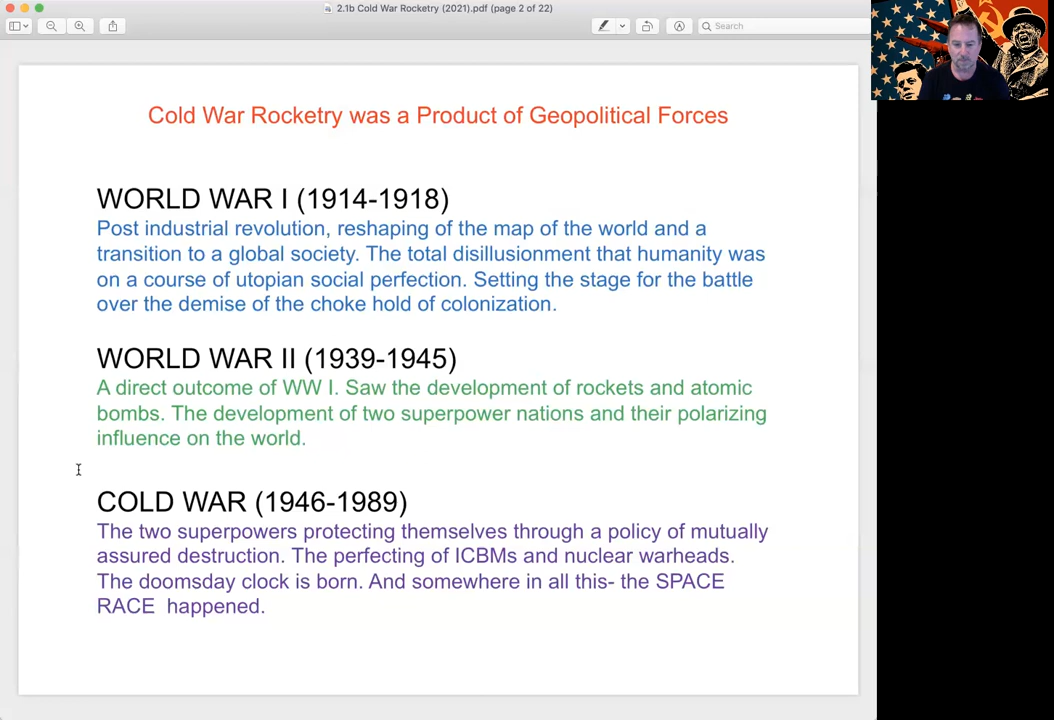 2.1b Cold War Rocketry (2021).pdf (page 2 of 22)
Search
Cold War Rocketry was a Product of Geopolitical Forces
WORLD WAR I (1914-1918)
Post industrial revolution, reshaping of the map of the world and a
transition to a global society. The total disillusionment that humanity was
on a course of utopian social perfection. Setting the stage for the battle
over the demise of the choke hold of colonization.
WORLD WAR II (1939-1945)
A direct outcome of WW I. Saw the development of rockets and atomic
bombs. The development of two superpower nations and their polarizing
influence on the world.
COLD WAR (1946-1989)
The two superpowers protecting themselves through a policy of mutually
assured destruction. The perfecting of ICBMs and nuclear warheads.
The doomsday clock is born. And somewhere in all this- the SPACE
RACE  happened.